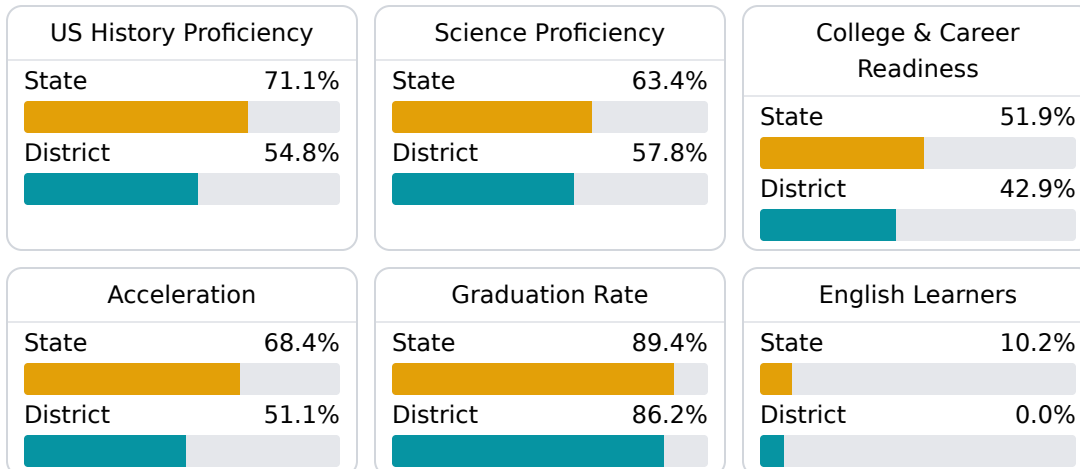 US History Proficiency
State 71.1%
District 54.8%
Science Proficiency
State 63.4%
District 57.8%
College & Career
Readiness
State 51.9%
District 42.9%
Acceleration
State 68.4%
District 51.1%
Graduation Rate
State 89.4%
District 86.2%
English Learners
State 10.2%
District 0.0%